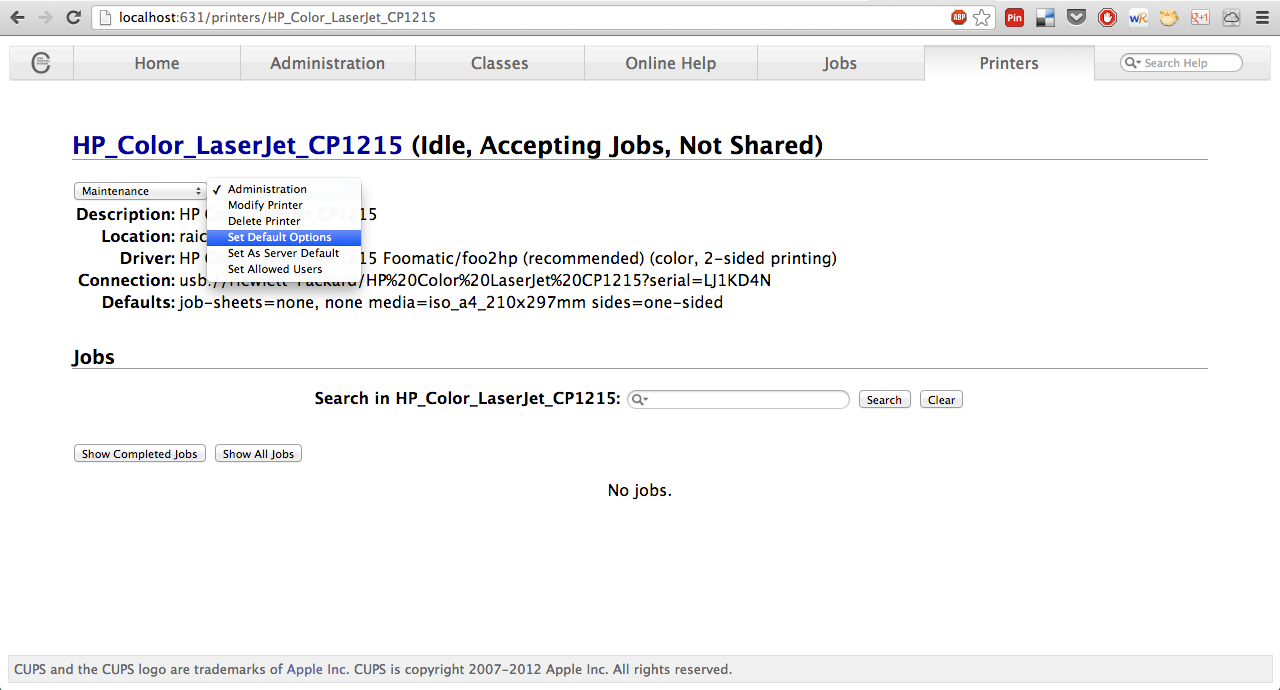 localhost:631/printers/HP_Color_LaserJet_CP1215
ABP
Pin
wR
g+1
Home Administration Classes Online Help Jobs Printers Search Help
HP_Color_LaserJet_CP1215 (Idle, Accepting Jobs, Not Shared)
Maintenance
Administration
Modify Printer
Delete Printer
Set Default Options
Set As Server Default
Set Allowed Users
Description: HP 15
Location: raic
Driver: HP 15 Foomatic/foo2hp (recommended) (color, 2-sided printing)
Connection: usb://Hewlett-Packard/HP%20Color%20LaserJet%20CP1215?serial=LJ1KD4N
Defaults: job-sheets=none, none media=iso_a4_210x297mm sides=one-sided
Jobs
Search in HP_Color_LaserJet_CP1215: Search Clear
Show Completed Jobs Show All Jobs
No jobs.
CUPS and the CUPS logo are trademarks of Apple Inc. CUPS is copyright 2007-2012 Apple Inc. All rights reserved.